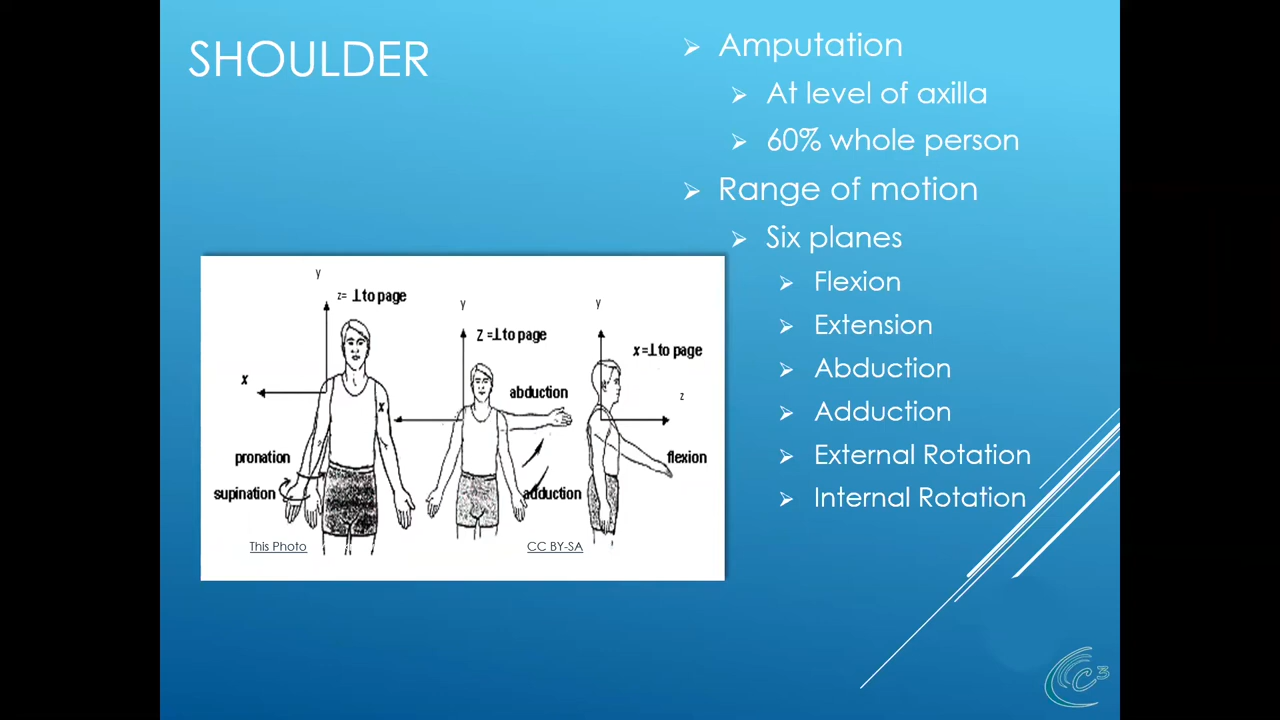 SHOULDER
Amputation
At level of axilla
60% whole person
Range of motion
Six planes
Flexion
Extension
Abduction
Adduction
External Rotation
Internal Rotation
y
z= ⊥ to page
x
pronation
supination
y
Z =⊥ to page
x
abduction
adduction
y
x =⊥ to page
z
flexion
This Photo
CC BY-SA
C3